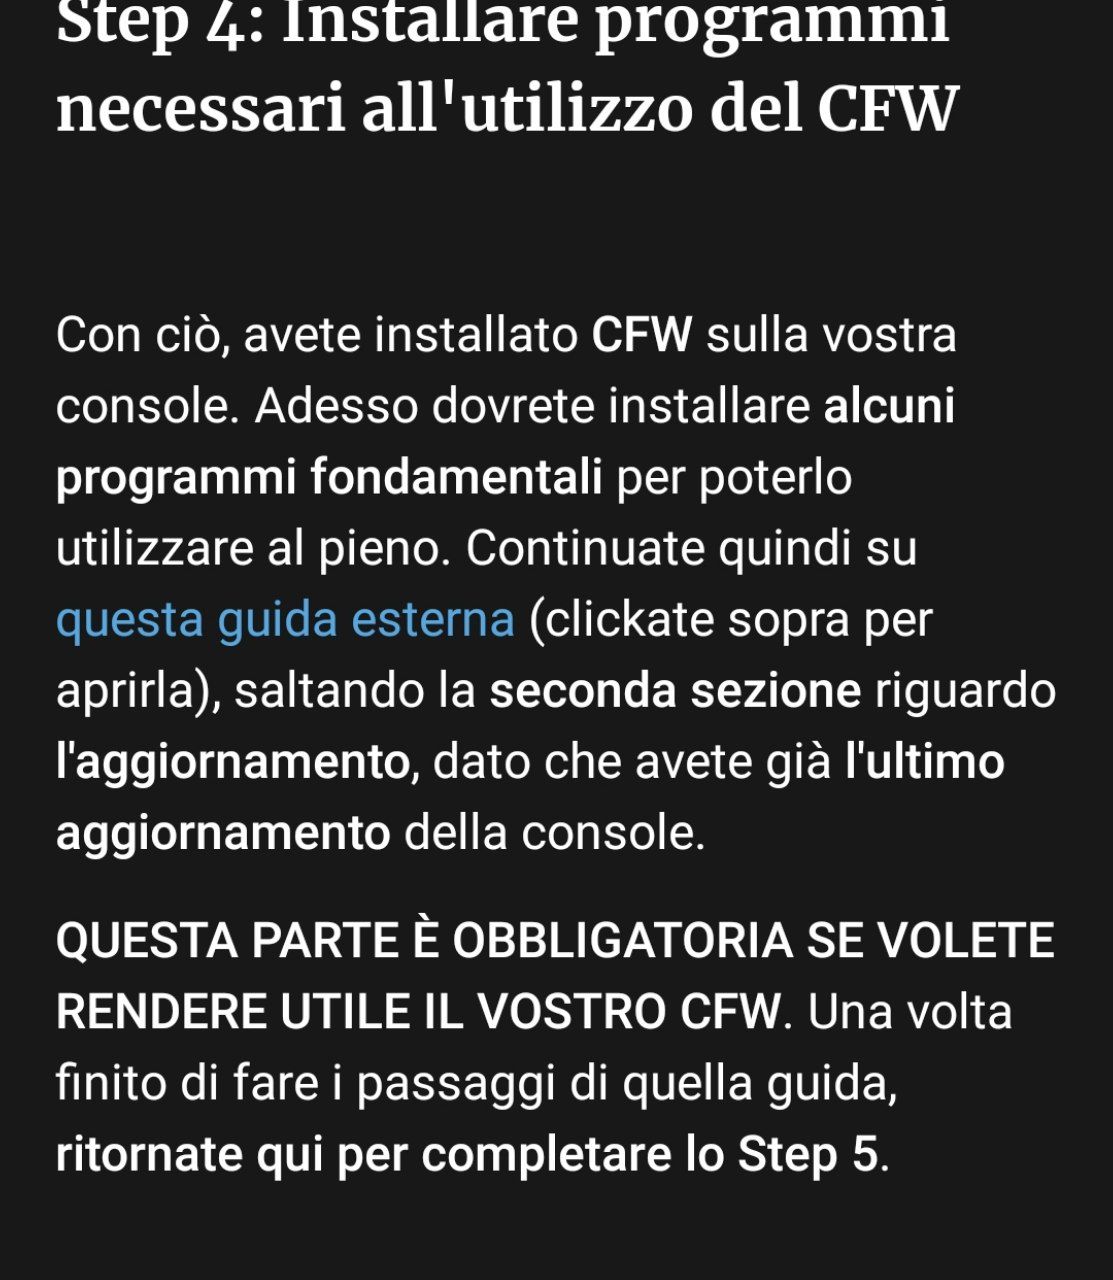 Step 4: Installare programmi
necessari all'utilizzo del CFW
Con ciò, avete installato CFW sulla vostra
console. Adesso dovrete installare alcuni
programmi fondamentali per poterlo
utilizzare al pieno. Continuate quindi su
questa guida esterna (clickate sopra per
aprirla), saltando la seconda sezione riguardo
l'aggiornamento, dato che avete già l'ultimo
aggiornamento della console.
QUESTA PARTE È OBBLIGATORIA SE VOLETE
RENDERE UTILE IL VOSTRO CFW. Una volta
finito di fare i passaggi di quella guida,
ritornate qui per completare lo Step 5.